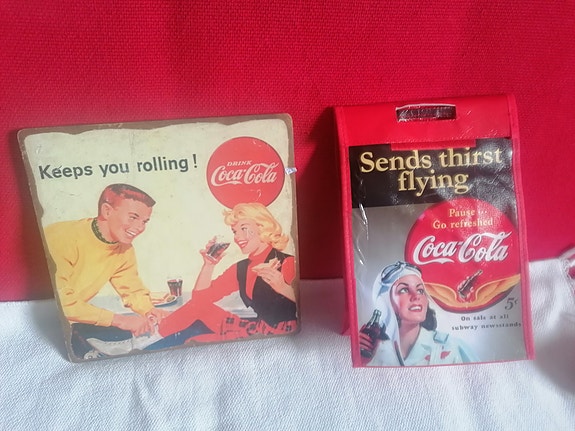 Keeps you rolling!
DRINK
Coca-Cola
Sends thirst
flying
Pause
Go refreshed
Coca-Cola
5¢
On sale at all
subway newsstands